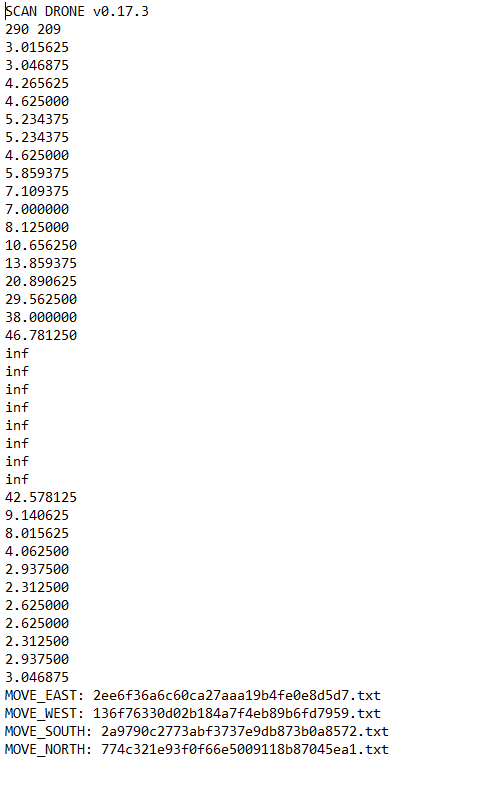 SCAN DRONE v0.17.3
290 209
3.015625
3.046875
4.265625
4.625000
5.234375
5.234375
4.625000
5.859375
7.109375
7.000000
8.125000
10.656250
13.859375
20.890625
29.562500
38.000000
46.781250
inf
inf
inf
inf
inf
inf
inf
inf
42.578125
9.140625
8.015625
4.062500
2.937500
2.312500
2.625000
2.625000
2.312500
2.937500
3.046875
MOVE_EAST: 2ee6f36a6c60ca27aaa19b4fe0e8d5d7.txt
MOVE_WEST: 136f76330d02b184a7f4eb89b6fd7959.txt
MOVE_SOUTH: 2a9790c2773abf3737e9db873b0a8572.txt
MOVE_NORTH: 774c321e93f0f66e5009118b87045ea1.txt